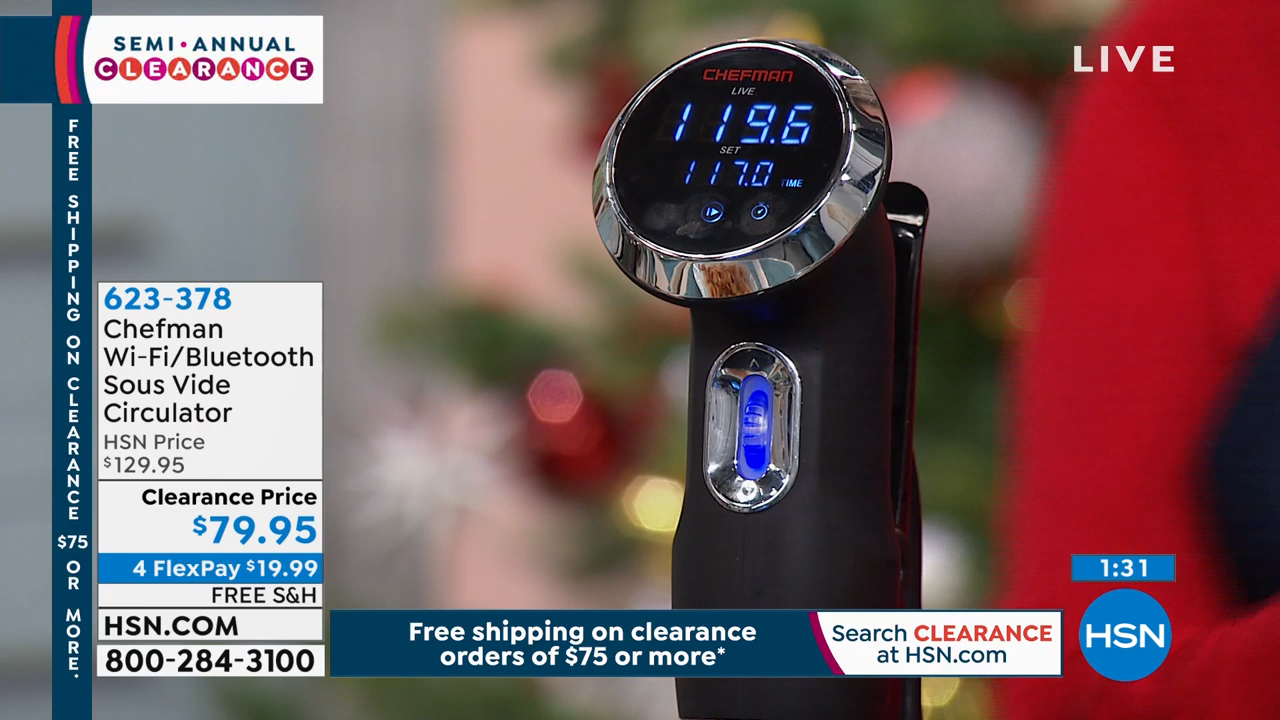 SEMI•ANNUAL
CLEARANCE
FREE SHIPPING ON CLEARANCE $75 OR MORE.
623-378
Chefman
Wi-Fi/Bluetooth
Sous Vide
Circulator
HSN Price
$129.95
Clearance Price
$79.95
4 FlexPay $19.99
FREE S&H
HSN.COM
800-284-3100
CHEFMAN
LIVE
119.6
SET
117.0 TIME
LIVE
1:31
HSN
Free shipping on clearance
orders of $75 or more*
Search CLEARANCE
at HSN.com